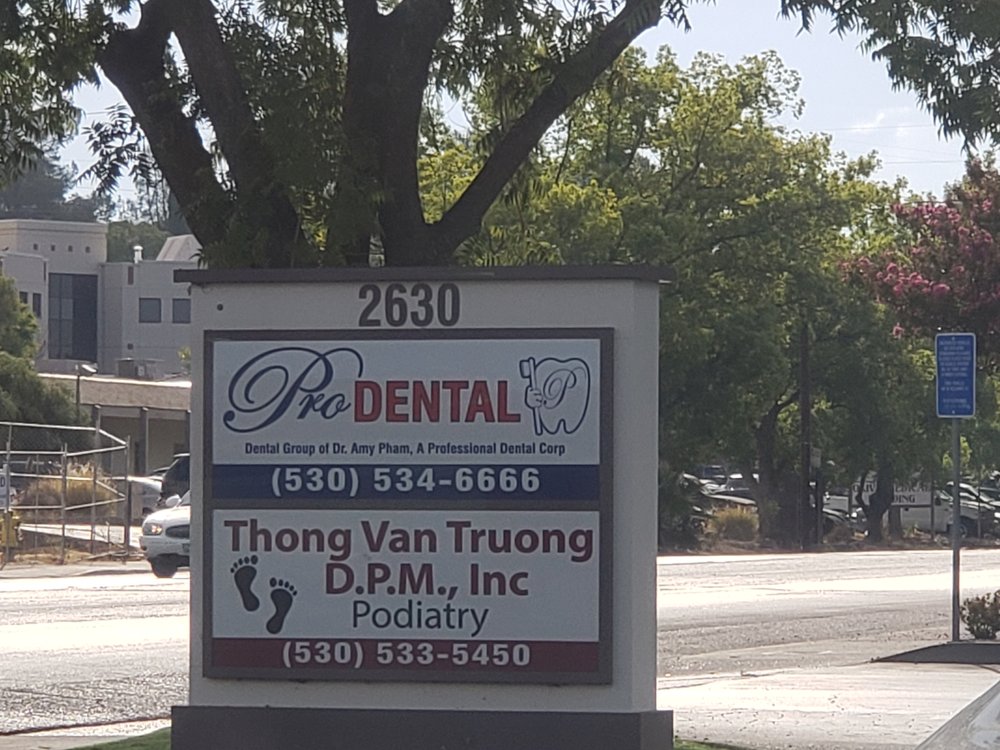 2630
Pro DENTAL
P
Dental Group of Dr. Amy Pham, A Professional Dental Corp
(530) 534-6666
Thong Van Truong
D.P.M., Inc
Podiatry
(530) 533-5450